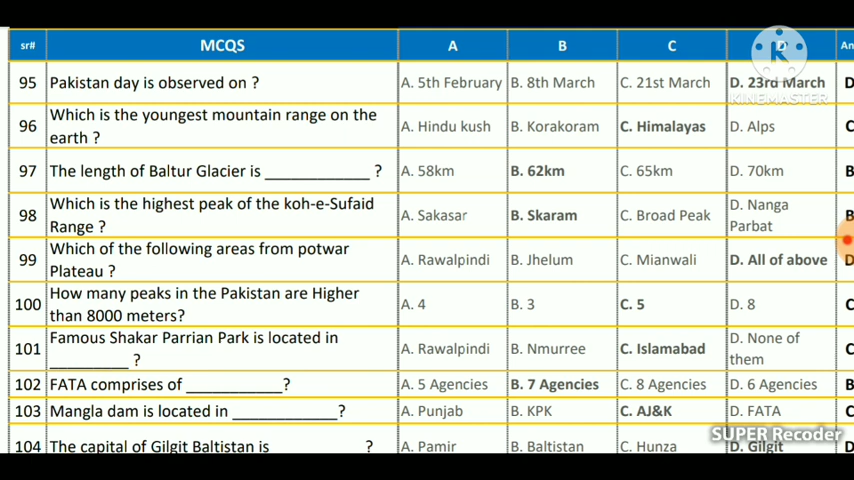 sr# MCQS A B C D An
95 Pakistan day is observed on ? A. 5th February B. 8th March C. 21st March D. 23rd March D
KINEMASTER
Which is the youngest mountain range on the
96 earth ? A. Hindu kush B. Korakoram C. Himalayas D. Alps C
97 The length of Baltur Glacier is ____________ ? A. 58km B. 62km C. 65km D. 70km B
98 Which is the highest peak of the koh-e-Sufaid
Range ? A. Sakasar B. Skaram C. Broad Peak D. Nanga
Parbat B
99 Which of the following areas from potwar
Plateau ? A. Rawalpindi B. Jhelum C. Mianwali D. All of above D
100 How many peaks in the Pakistan are Higher
than 8000 meters? A. 4 B. 3 C. 5 D. 8 C
101 Famous Shakar Parrian Park is located in
_________ ? A. Rawalpindi B. Nmurree C. Islamabad D. None of
them C
102 FATA comprises of ___________? A. 5 Agencies B. 7 Agencies C. 8 Agencies D. 6 Agencies B
103 Mangla dam is located in ____________? A. Punjab B. KPK C. AJ&K D. FATA C
SUPER Recoder
104 The capital of Gilgit Baltistan is ___________? A. Pamir B. Baltistan C. Hunza D. Gilgit D